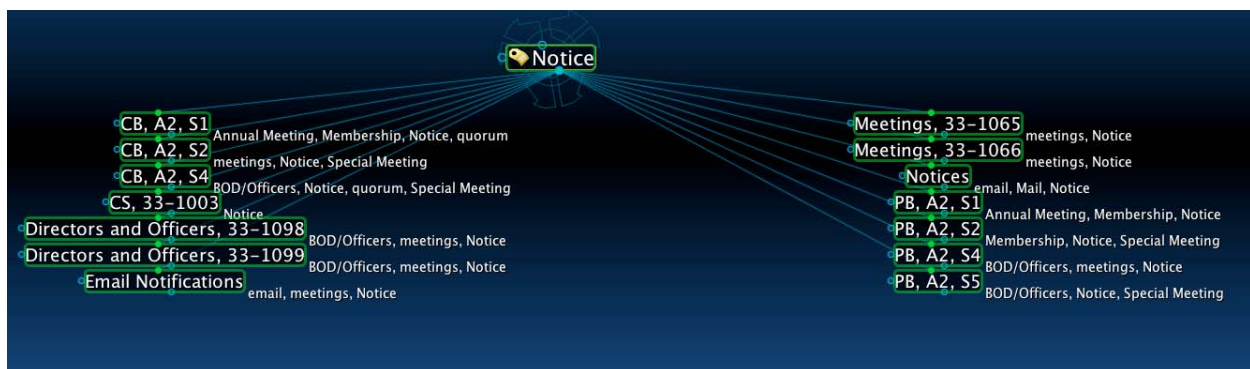 Notice
CB, A2, S1
Annual Meeting, Membership, Notice, quorum
CB, A2, S2
meetings, Notice, Special Meeting
CB, A2, S4
BOD/Officers, Notice, quorum, Special Meeting
CS, 33-1003
Notice
Directors and Officers, 33-1098
BOD/Officers, meetings, Notice
Directors and Officers, 33-1099
BOD/Officers, meetings, Notice
Email Notifications
email, meetings, Notice
Meetings, 33-1065
meetings, Notice
Meetings, 33-1066
meetings, Notice
Notices
email, Mail, Notice
PB, A2, S1
Annual Meeting, Membership, Notice
PB, A2, S2
Membership, Notice, Special Meeting
PB, A2, S4
BOD/Officers, meetings, Notice
PB, A2, S5
BOD/Officers, Notice, Special Meeting